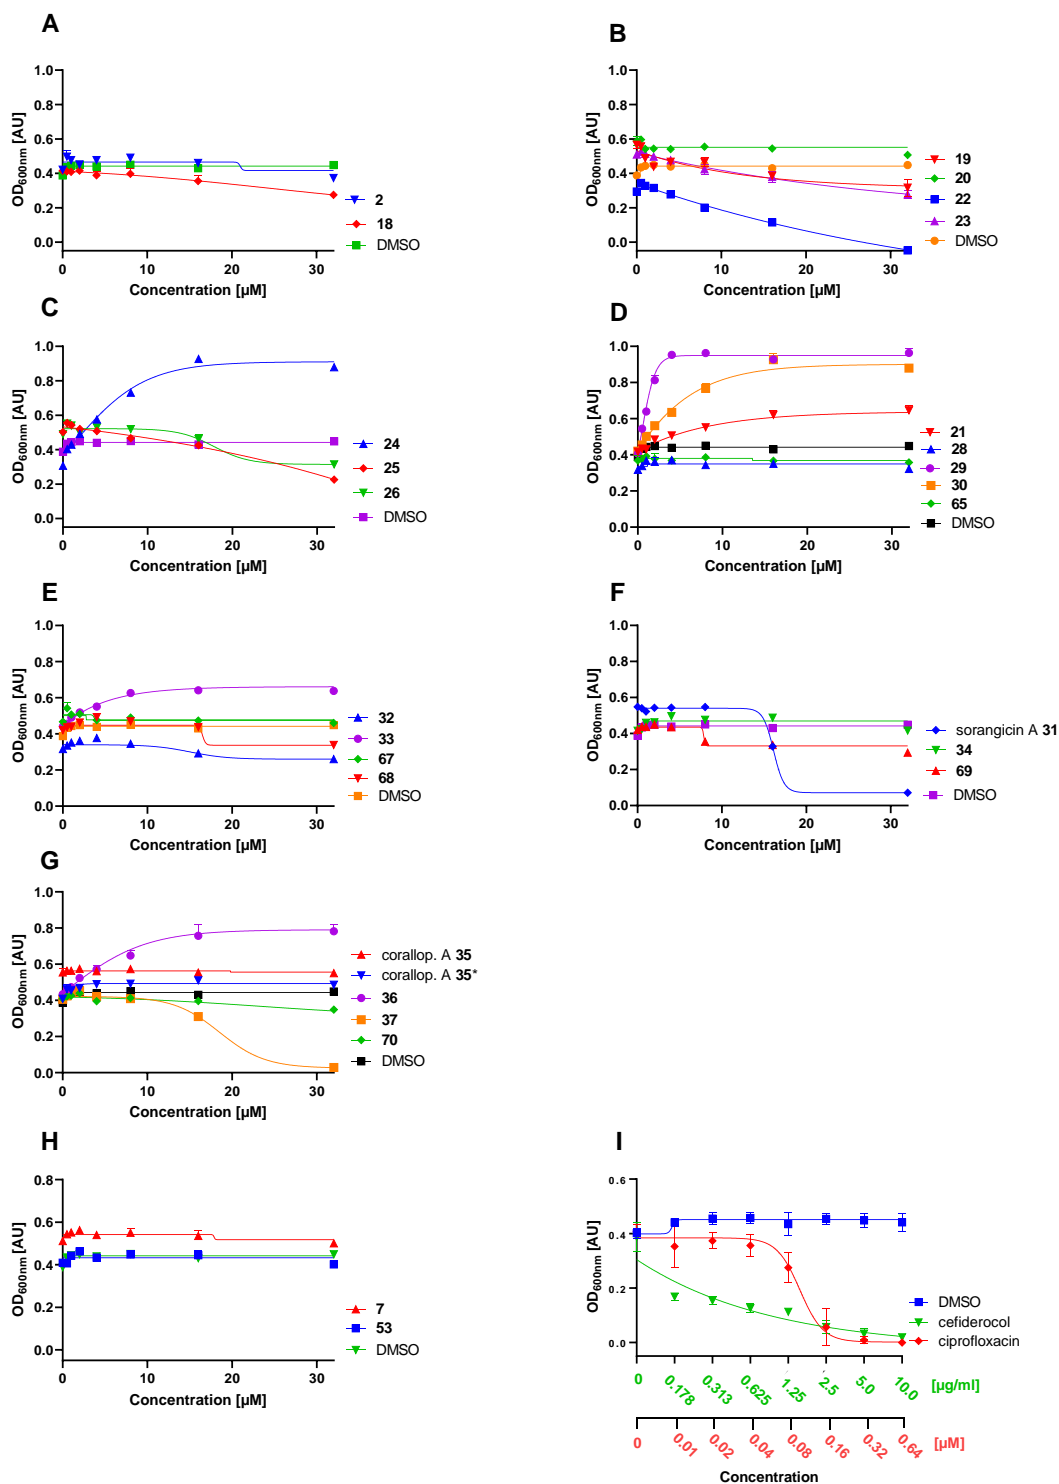 A
OD600nm [AU]
1.0
0.8
0.6
0.4
0.2
0.0
0
10
20
30
Concentration [µM]
2
18
DMSO
B
OD600nm [AU]
1.0
0.8
0.6
0.4
0.2
0.0
0
10
20
30
Concentration [µM]
19
20
22
23
DMSO
C
OD600nm [AU]
1.0
0.8
0.6
0.4
0.2
0.0
0
10
20
30
Concentration [µM]
24
25
26
DMSO
D
OD600nm [AU]
1.0
0.8
0.6
0.4
0.2
0.0
0
10
20
30
Concentration [µM]
21
28
29
30
65
DMSO
E
OD600nm [AU]
1.0
0.8
0.6
0.4
0.2
0.0
0
10
20
30
Concentration [µM]
32
33
67
68
DMSO
F
OD600nm [AU]
1.0
0.8
0.6
0.4
0.2
0.0
0
10
20
30
Concentration [µM]
sorangicin A 31
34
69
DMSO
G
OD600nm [AU]
1.0
0.8
0.6
0.4
0.2
0.0
0
10
20
30
Concentration [µM]
corallop. A 35
corallop. A 35*
36
37
70
DMSO
H
OD600nm [AU]
0.8
0.6
0.4
0.2
0.0
0
10
20
30
Concentration [µM]
7
53
DMSO
I
OD600nm [AU]
0.6
0.4
0.2
0.0
DMSO
cefiderocol
ciprofloxacin
0 0.178 0.313 0.625 1.25 2.5 5.0 10.0 [µg/ml]
0 0.01 0.02 0.04 0.08 0.16 0.32 0.64 [µM]
Concentration